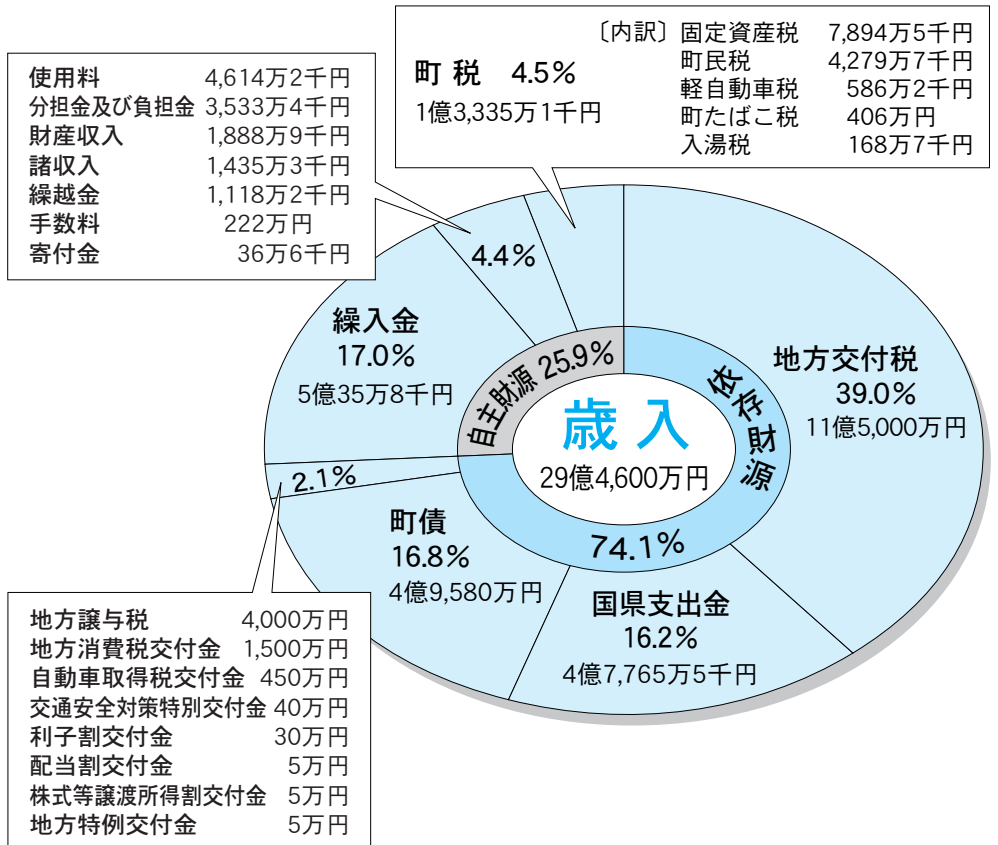 〔内訳〕固定資産税 7,894万5千円
町民税 4,279万7千円
軽自動車税 586万2千円
町たばこ税 406万円
入湯税 168万7千円
町税 4.5%
1億3,335万1千円
使用料 4,614万2千円
分担金及び負担金 3,533万4千円
財産収入 1,888万9千円
諸収入 1,435万3千円
繰越金 1,118万2千円
手数料 222万円
寄付金 36万6千円
4.4%
繰入金
17.0%
5億35万8千円
自主財源 25.9%
依存財源
74.1%
歳入
29億4,600万円
地方交付税
39.0%
11億5,000万円
2.1%
町債
16.8%
4億9,580万円
国県支出金
16.2%
4億7,765万5千円
地方譲与税 4,000万円
地方消費税交付金 1,500万円
自動車取得税交付金 450万円
交通安全対策特別交付金 40万円
利子割交付金 30万円
配当割交付金 5万円
株式等譲渡所得割交付金 5万円
地方特例交付金 5万円